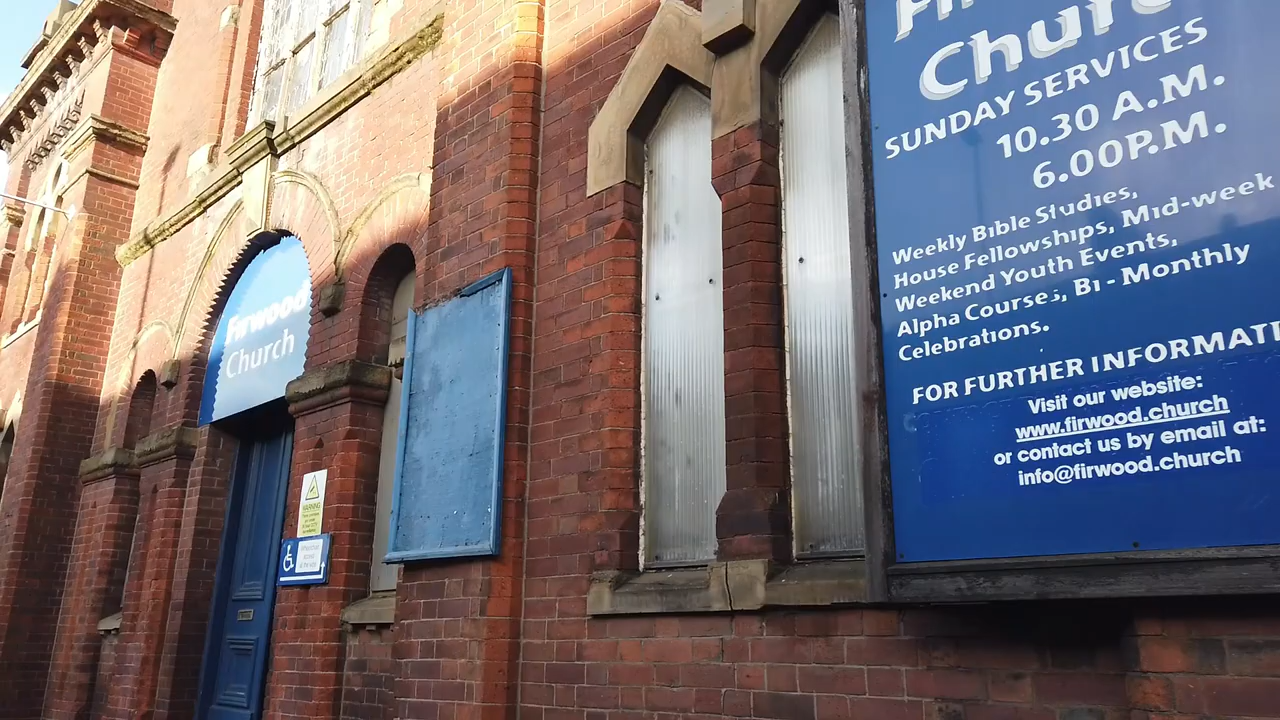 Firwood
Church
WARNING
Church
SUNDAY SERVICES
10.30 A.M.
6.00P.M.
Weekly Bible Studies,
House Fellowships, Mid-week
Weekend Youth Events,
Alpha Courses, Bi-Monthly
Celebrations.
FOR FURTHER INFORMATI
Visit our website:
www.firwood.church
or contact us by email at:
info@firwood.church